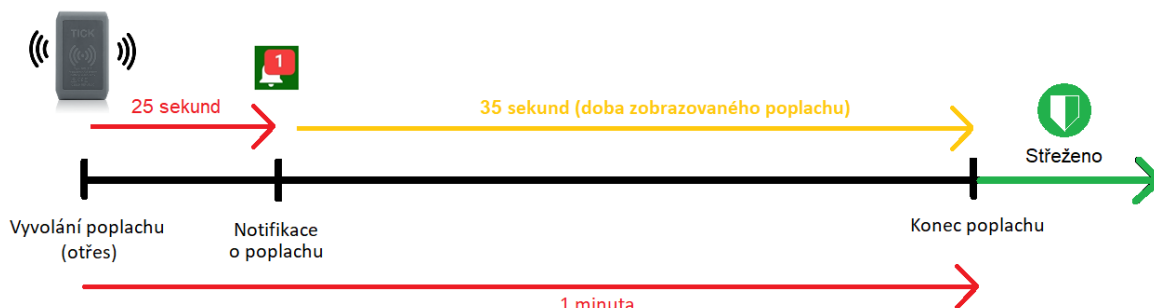 TICK
1
25 sekund
35 sekund (doba zobrazovaného poplachu)
Střeženo
Vyvolání poplachu
(otřes)
Notifikace
o poplachu
Konec poplachu
1 minuta